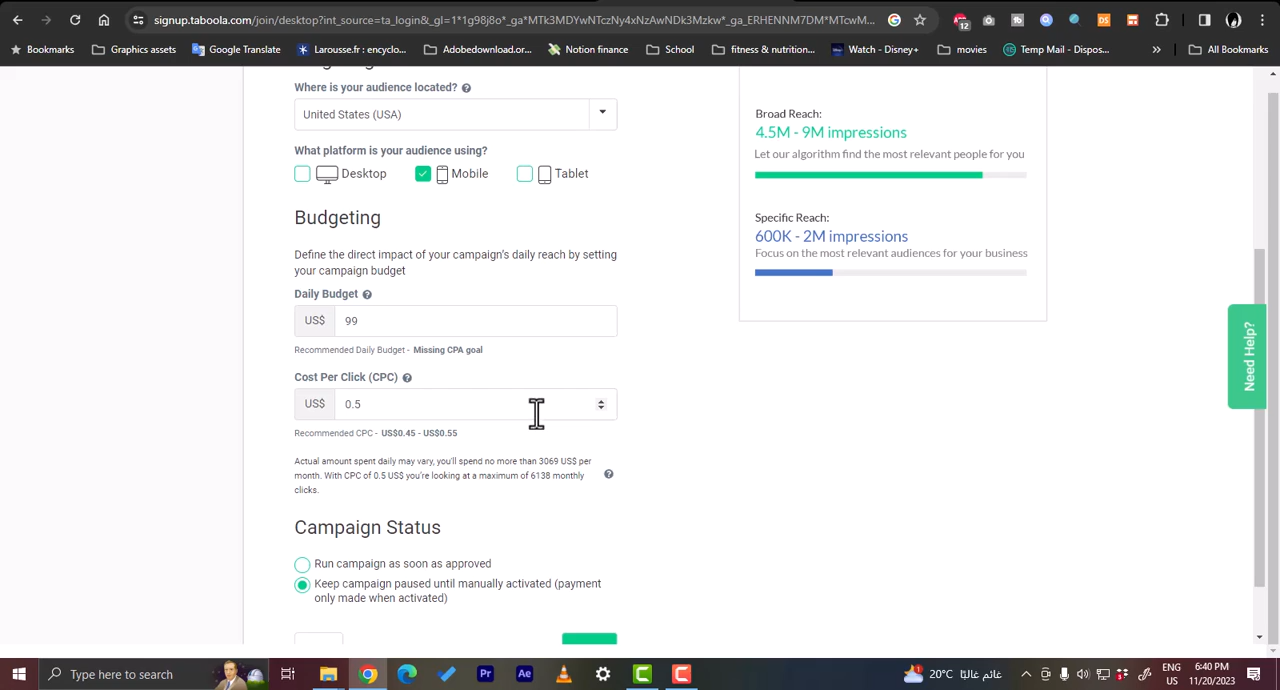 signup.taboola.com/join/desktop?int_source=ta_login&_gl=1*1g98j8o*_ga*MTk3MDYwNTczNy4xNzAwNDk3Mzkw*_ga_ERHENNM7DM*MTcwM...
12
DS
Bookmarks
Graphic assets
Google Translate
Larousse.fr : encyclo...
Adobedownload.or...
Notion finance
School
fitness & nutrition...
Watch - Disney+
movies
Temp Mail - Dispos...
»
All Bookmarks
Where is your audience located?
United States (USA)
What platform is your audience using?
Desktop
Mobile
Tablet
Budgeting
Define the direct impact of your campaign's daily reach by setting
your campaign budget
Daily Budget
US$ 99
Recommended Daily Budget - Missing CPA goal
Cost Per Click (CPC)
US$ 0.5
Recommended CPC - US$0.45 - US$0.55
Actual amount spent daily may vary, you'll spend no more than 3069 US$ per
month. With CPC of 0.5 US$ you're looking at a maximum of 6138 monthly
clicks.
Campaign Status
Run campaign as soon as approved
Keep campaign paused until manually activated (payment
only made when activated)
Broad Reach:
4.5M - 9M impressions
Let our algorithm find the most relevant people for you
Specific Reach:
600K - 2M impressions
Focus on the most relevant audiences for your business
Need Help?
Type here to search
Pr
Ae
20°C غائم غالبًا
ENG
US
6:40 PM
11/20/2023